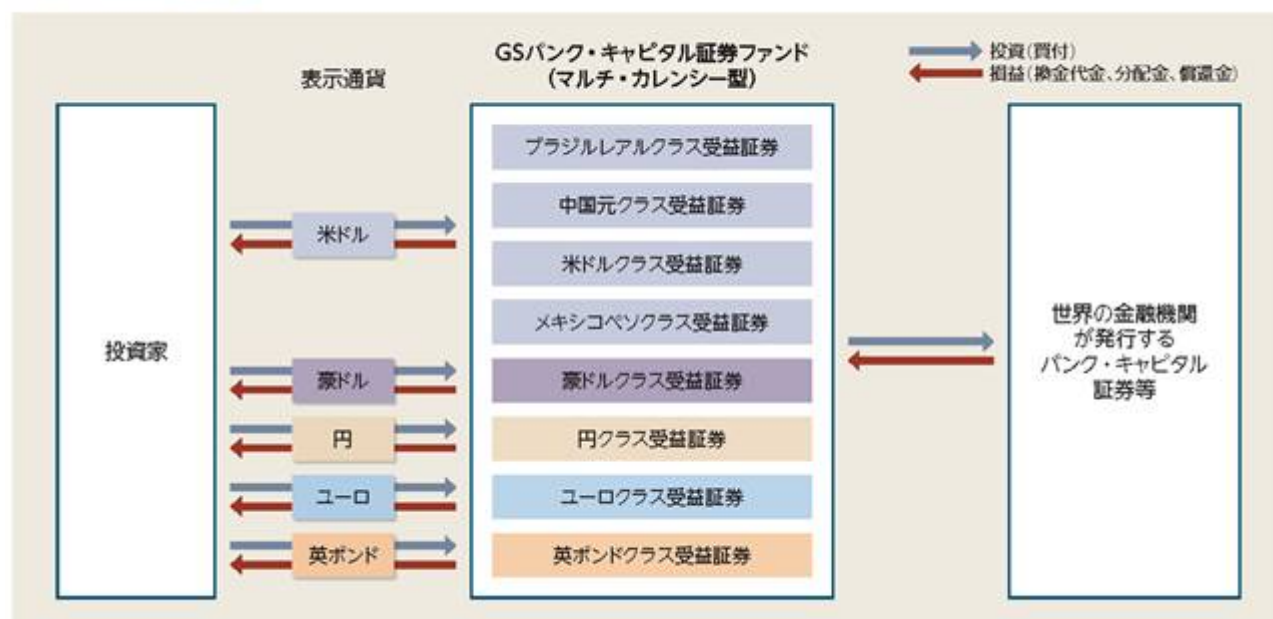 表示通貨
GSバンク・キャピタル証券ファンド
(マルチ・カレンシー型)
投資(買付)
損益(換金代金、分配金、償還金)
投資家
米ドル
豪ドル
円
ユーロ
英ポンド
ブラジルレアルクラス受益証券
中国元クラス受益証券
米ドルクラス受益証券
メキシコペソクラス受益証券
豪ドルクラス受益証券
円クラス受益証券
ユーロクラス受益証券
英ポンドクラス受益証券
世界の金融機関
が発行する
バンク・キャピタル
証券等